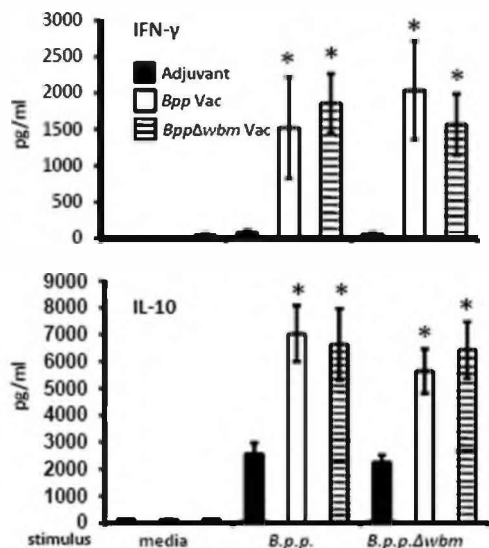 3000
IFN-γ
2500
Adjuvant
2000
Bpp Vac
1500
BppΔwbm Vac
1000
500
0
pg/ml
* * * *
9000
IL-10
8000
7000
6000
5000
4000
3000
2000
1000
0
pg/ml
* * * *
stimulus media B.p.p. B.p.p.Δwbm